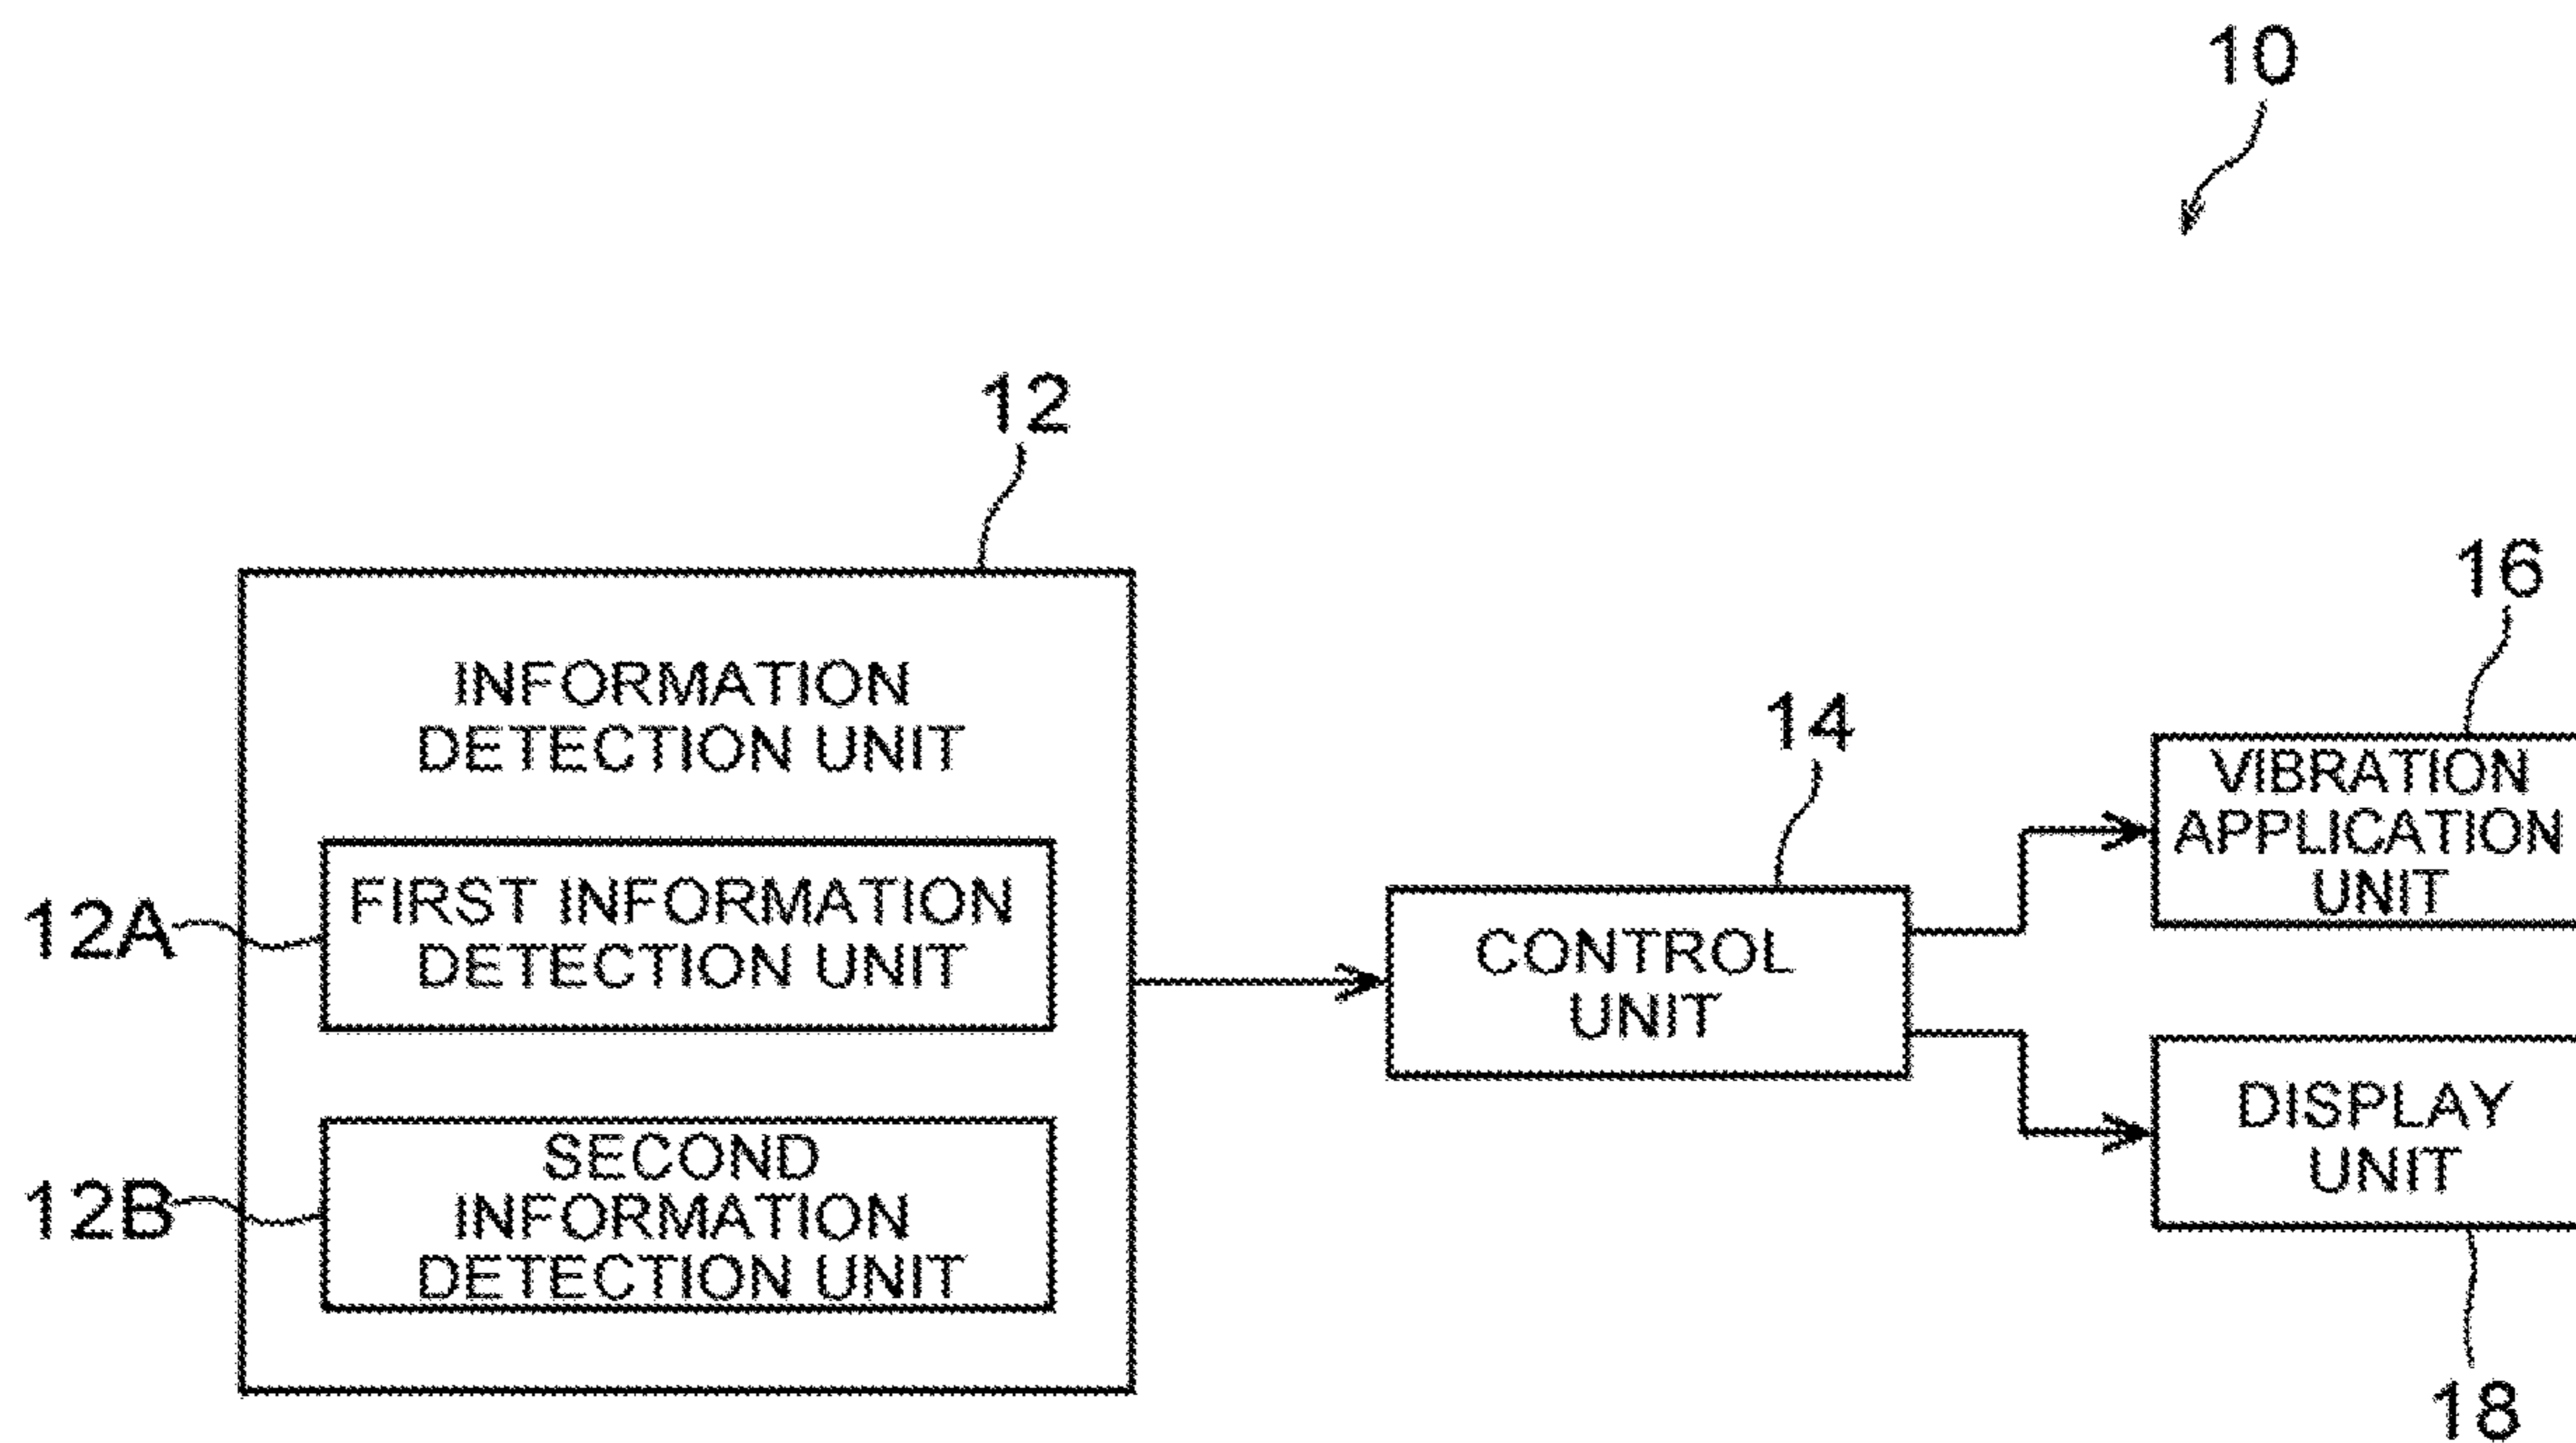 10
12
INFORMATION
DETECTION UNIT
12A
FIRST INFORMATION
DETECTION UNIT
12B
SECOND
INFORMATION
DETECTION UNIT
14
CONTROL
UNIT
16
VIBRATION
APPLICATION
UNIT
DISPLAY
UNIT
18